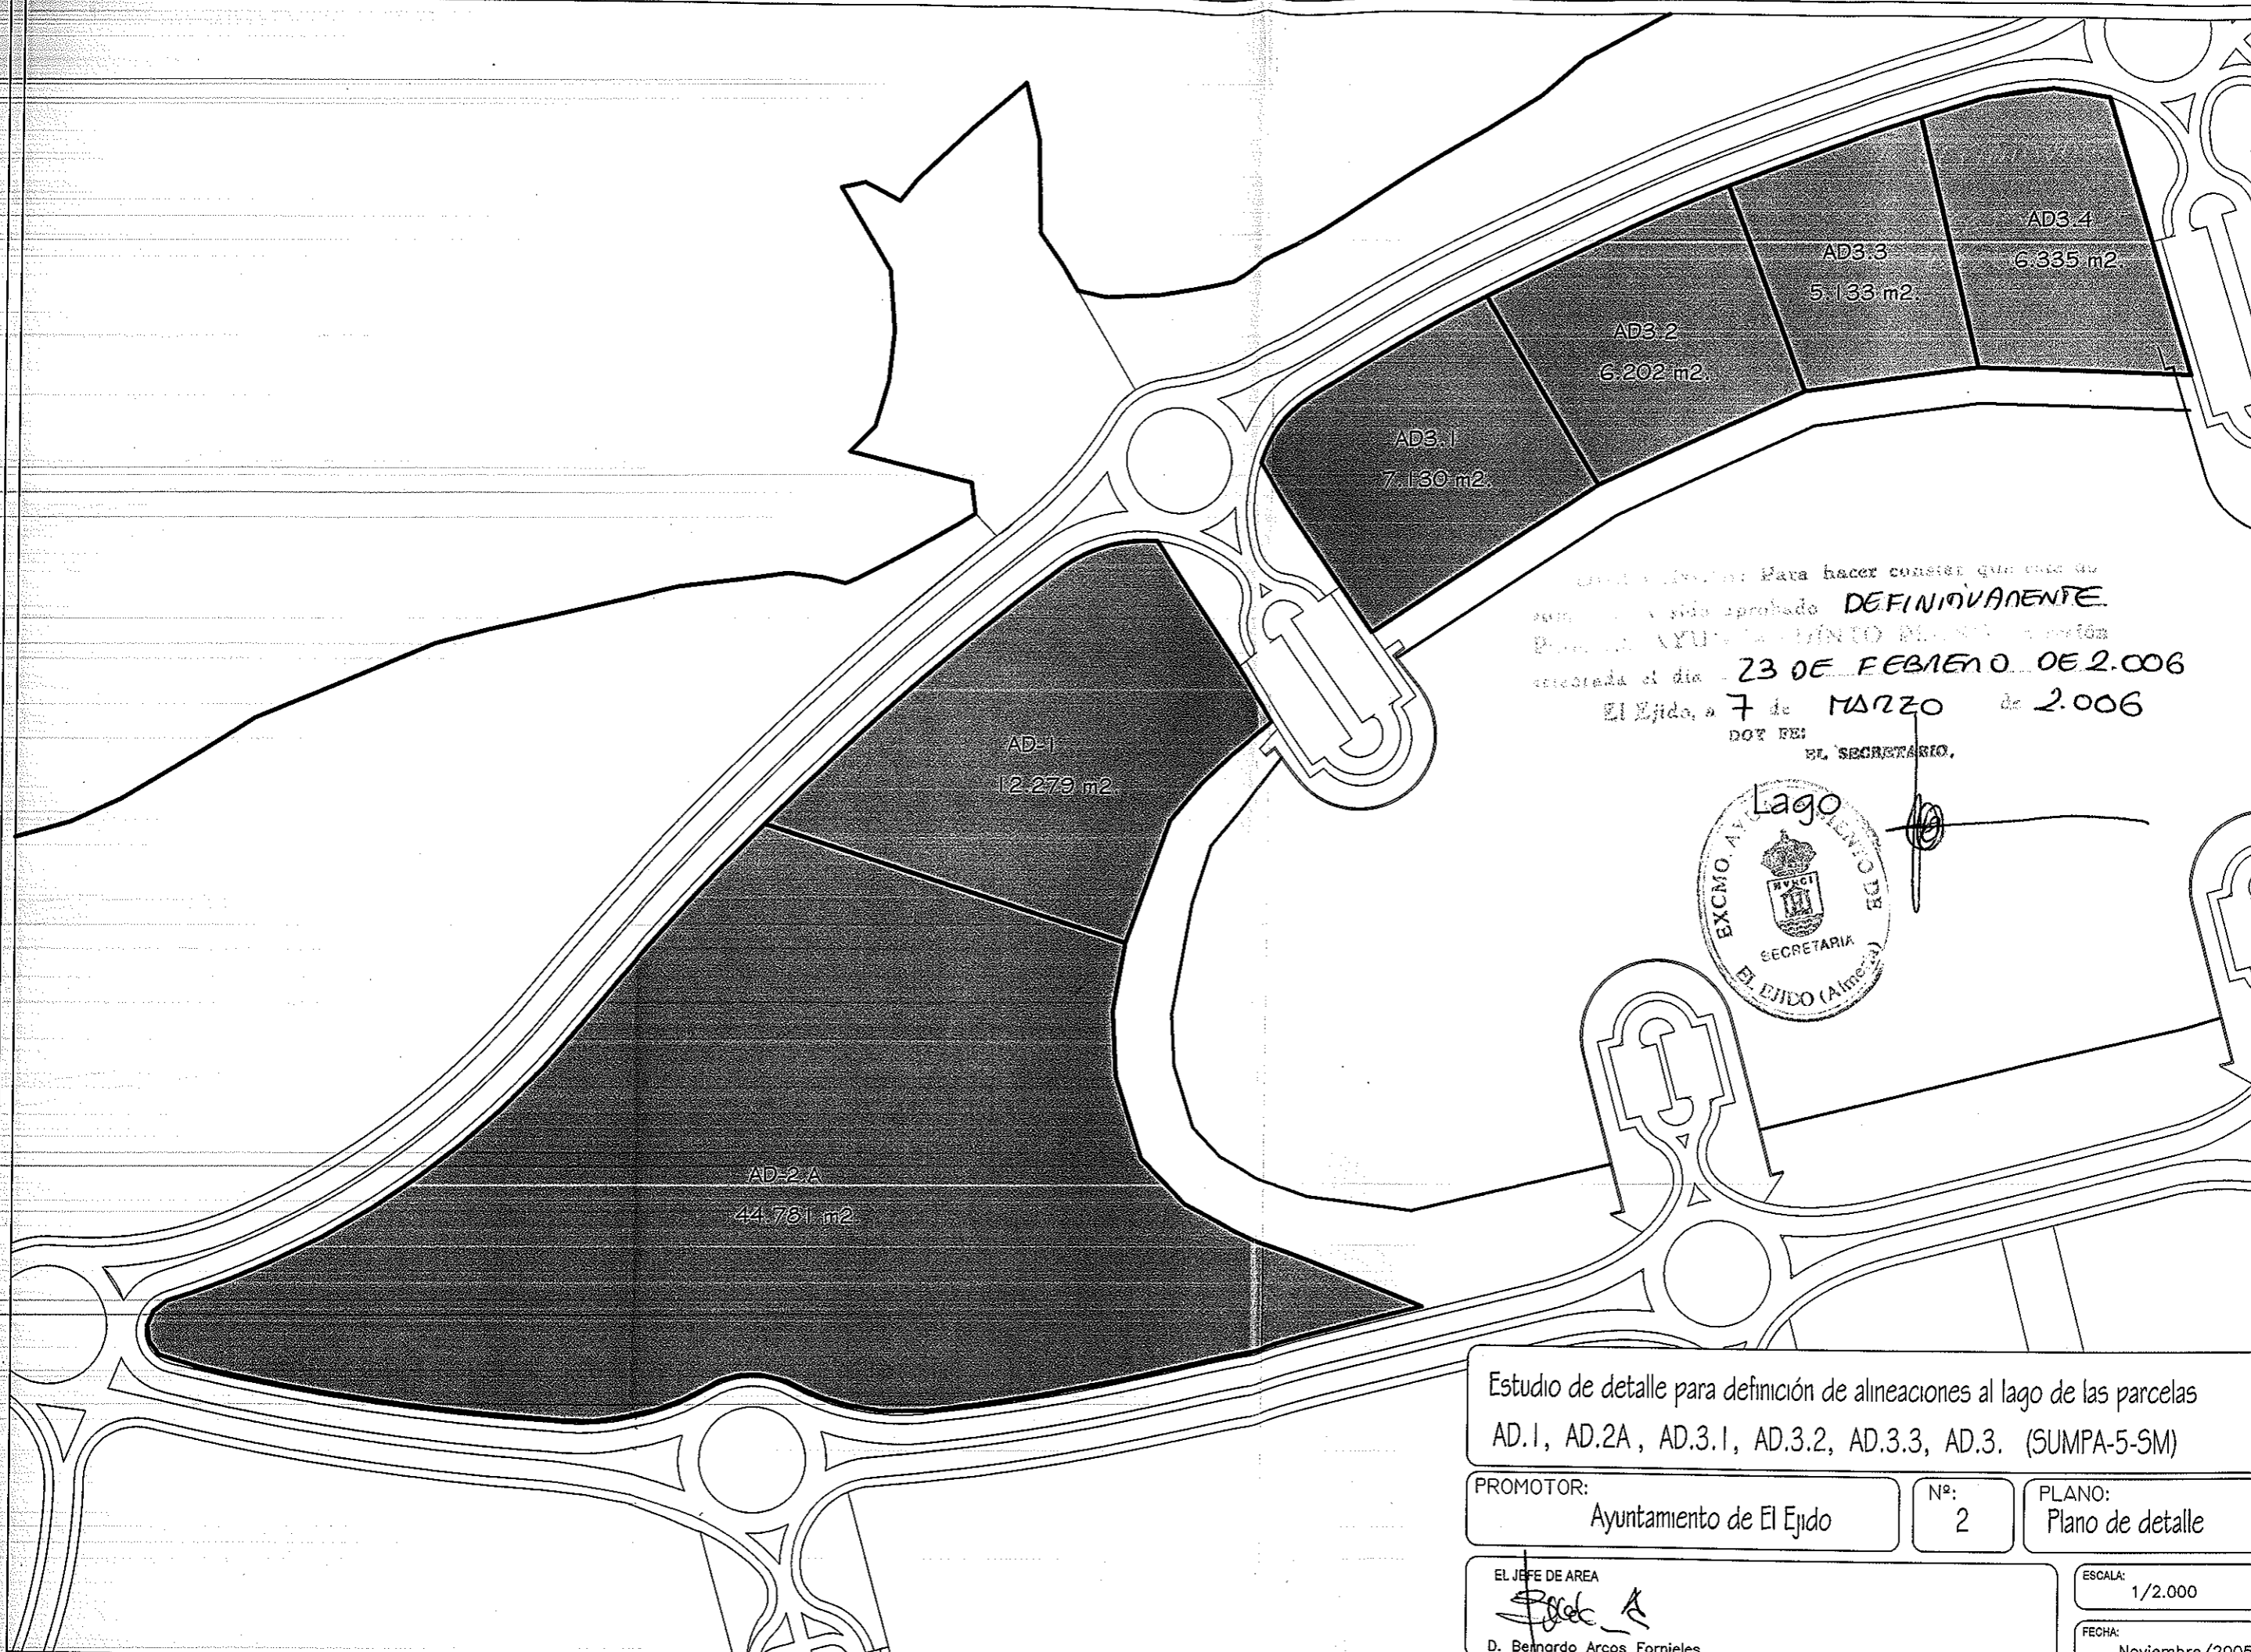 AD3.4
6.335 m2.
AD3.3
5.133 m2.
AD3.2
6.202 m2.
AD3.1
7.130 m2.
Para hacer constar que
sido aprobado DEFINITIVAMENTE
el dia 23 DE FEBRERO DE 2.006
El Ejido, a 7 de MARZO de 2.006
DOY FE:
EL SECRETARIO,
Lago
EXCMO. AYUNTAMIENTO DE
SECRETARIA
EL EJIDO (Almería)
AD-1
12.279 m2.
AD-2.A
44.781 m2.
Estudio de detalle para definición de alineaciones al lago de las parcelas
AD.1, AD.2A, AD.3.1, AD.3.2, AD.3.3, AD.3. (SUMPA-5-SM)
PROMOTOR:
Ayuntamiento de El Ejido
Nº:
2
PLANO:
Plano de detalle
EL JEFE DE AREA
D. Bernardo Arcos Fornieles
ESCALA:
1/2.000
FECHA:
Noviembre/2005